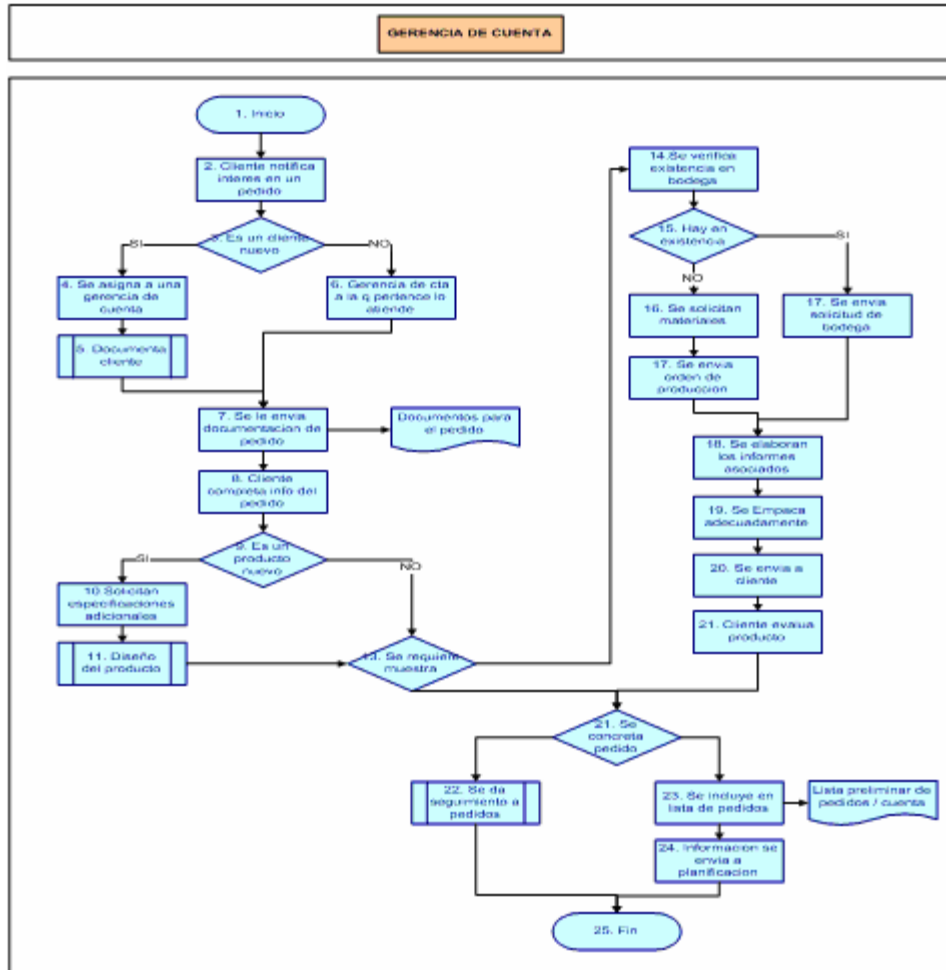 GERENCIA DE CUENTA
1. Inicio
2. Cliente notifica
interes en un
pedido
3. Es un cliente
nuevo
SI
NO
4. Se asigna a una
gerencia de
cuenta
6. Gerencia de cta
a la q pertence lo
atiende
5. Documenta
cliente
7. Se le envia
documentacion de
pedido
Documentos para
el pedido
8. Cliente
completa info del
pedido
9. Es un
producto
nuevo
SI
NO
10.Solicitan
especificaciones
adicionales
11. Diseño
del producto
13. Se requiere
muestra
14.Se verifica
existencia en
bodega
15. Hay en
existencia
SI
NO
16. Se solicitan
materiales
17. Se envia
solicitud de
bodega
17. Se envia
orden de
produccion
18. Se elaboran
los informes
asociados
19. Se Empaca
adecuadamente
20. Se envia a
cliente
21. Cliente evalua
producto
21. Se
concreta
pedido
22. Se da
seguimiento a
pedidos
23. Se incluye en
lista de pedidos
Lista preliminar de
pedidos / cuenta
24. Informacion se
envia a
planificacion
25. Fin